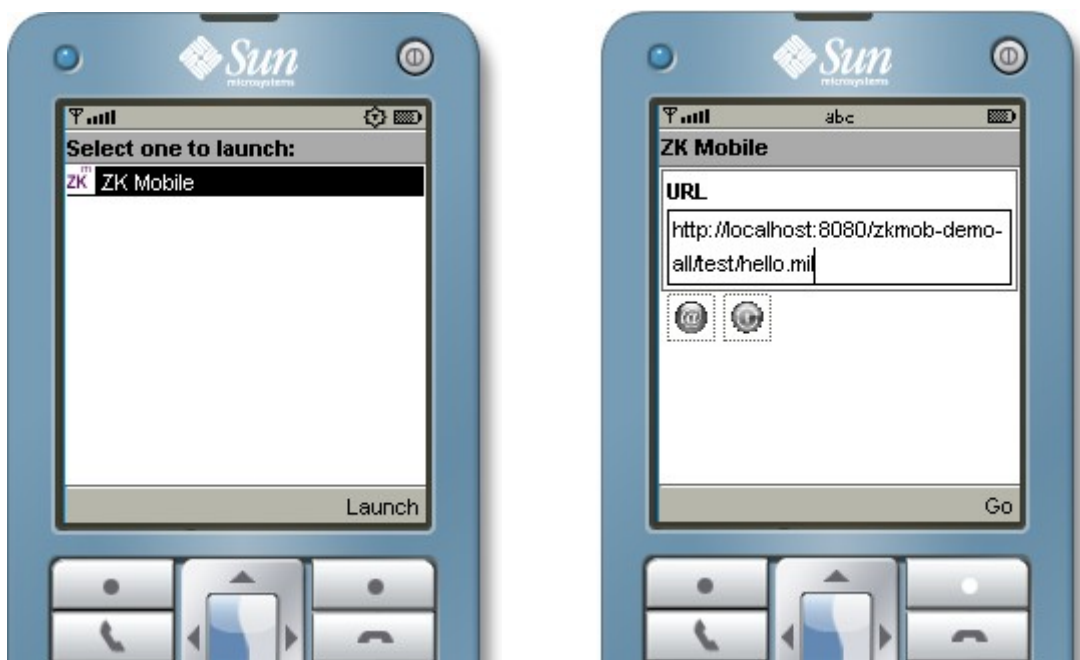 Sun
microsystems
Select one to launch:
ZK m
ZK Mobile
Launch
Sun
microsystems
abc
ZK Mobile
URL
http://localhost:8080/zkmob-demo-
all/test/hello.mil
@
Go